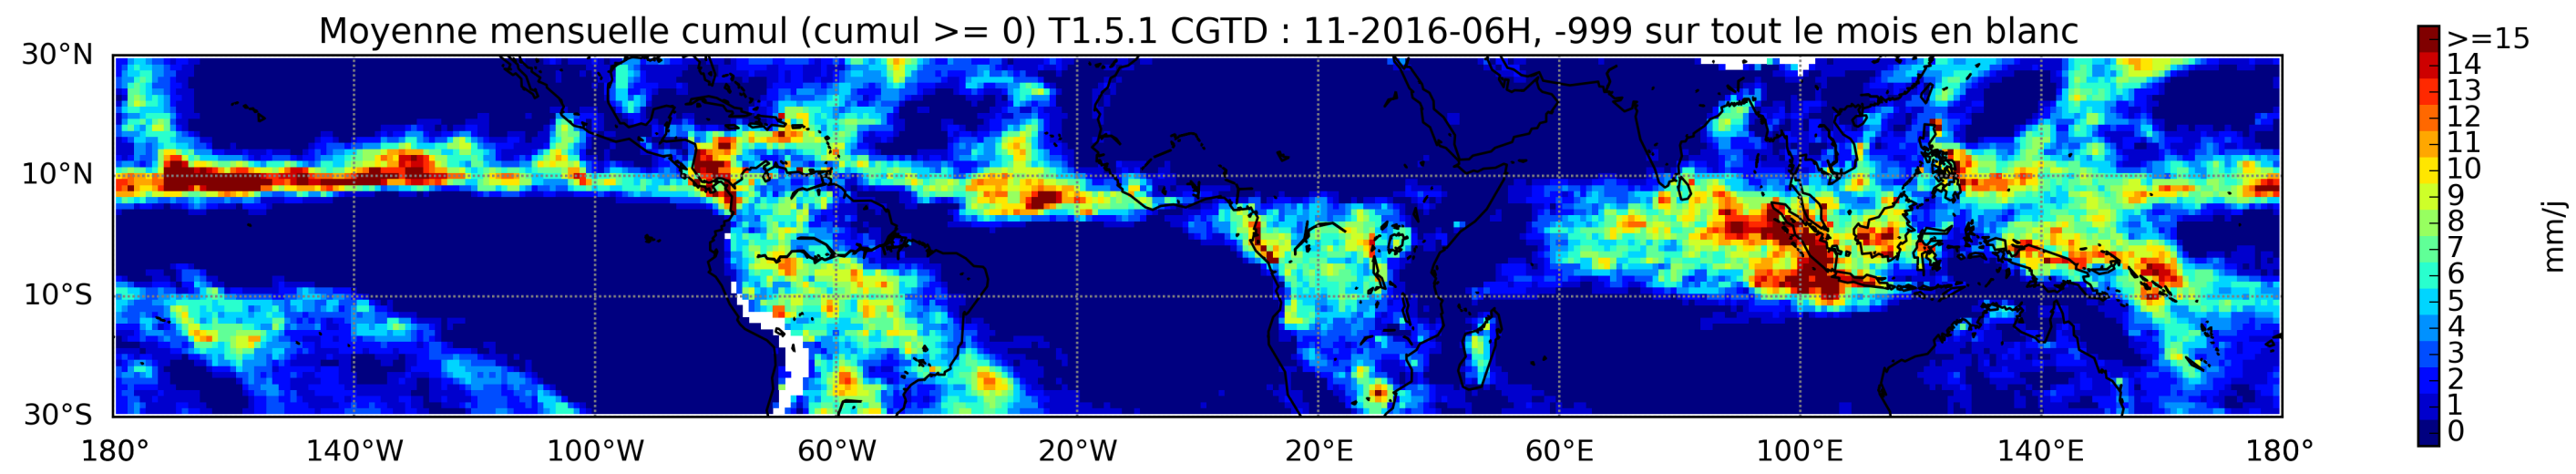 Moyenne mensuelle cumul (cumul >= 0) T1.5.1 CGTD : 11-2016-06H, -999 sur tout le mois en blanc
30°N
10°N
10°S
30°S
180° 140°W 100°W 60°W 20°W 20°E 60°E 100°E 140°E 180°
>=15
14
13
12
11
10
9
8
7
6
5
4
3
2
1
0
mm/j